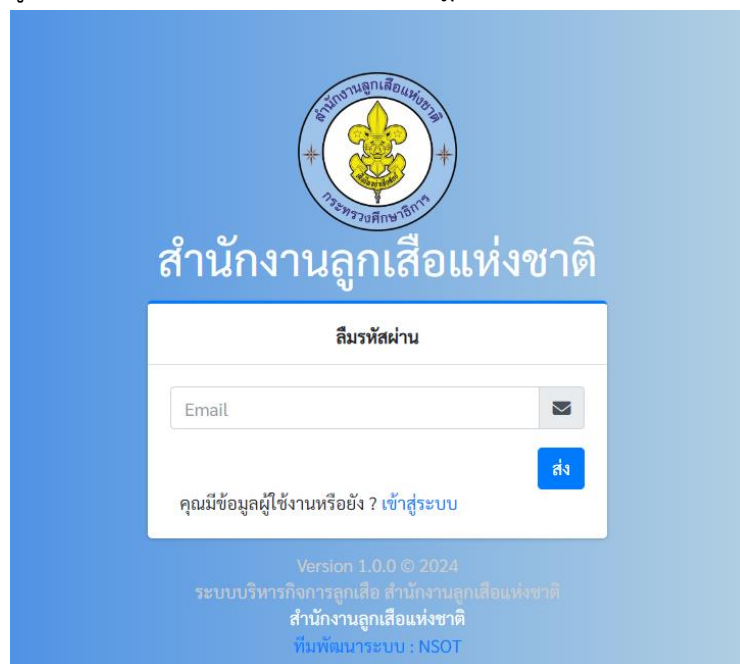 สำนักงานลูกเสือแห่งชาติ
กระทรวงศึกษาธิการ
สำนักงานลูกเสือแห่งชาติ
ลืมรหัสผ่าน
Email
ส่ง
คุณมีข้อมูลผู้ใช้งานหรือยัง ? เข้าสู่ระบบ
Version 1.0.0 © 2024
ระบบบริหารกิจการลูกเสือ สำนักงานลูกเสือแห่งชาติ
สำนักงานลูกเสือแห่งชาติ
ทีมพัฒนาระบบ : NSOT